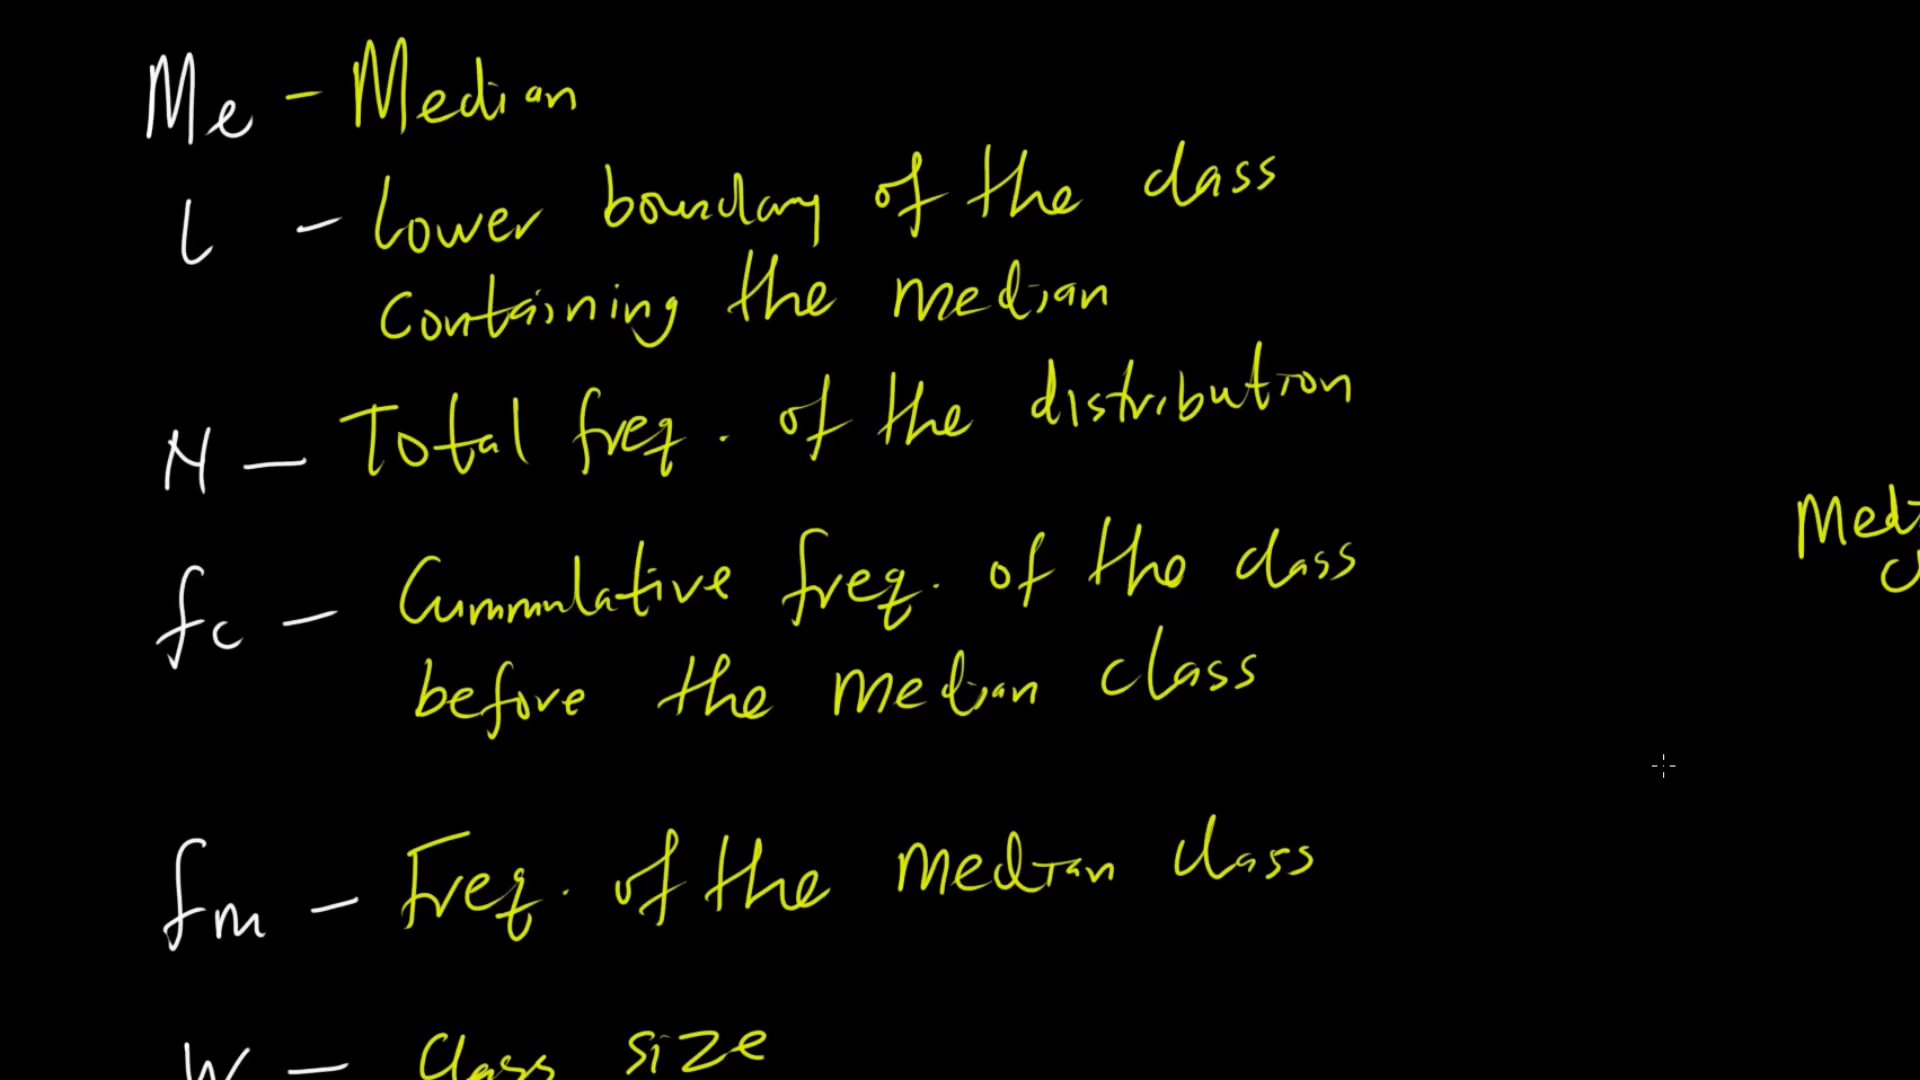 Me - Median
L - Lower boundary of the class
containing the median
N - Total freq. of the distribution
fc - Cummulative freq. of the class
before the median class
fm - Freq. of the median class
W - Class size